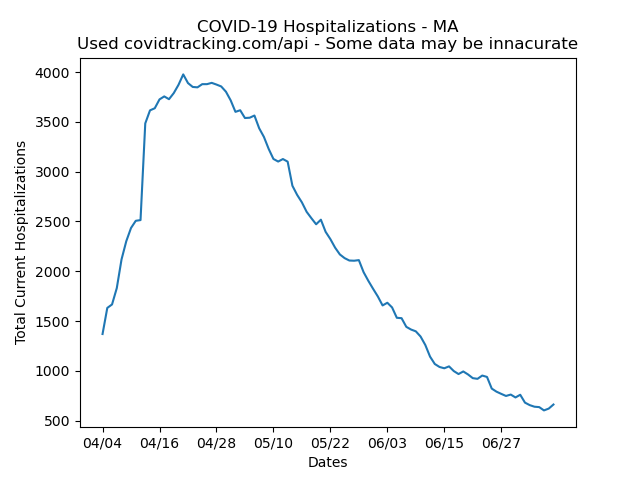 COVID-19 Hospitalizations - MA
Used covidtracking.com/api - Some data may be innacurate
Total Current Hospitalizations
4000
3500
3000
2500
2000
1500
1000
500
04/04 04/16 04/28 05/10 05/22 06/03 06/15 06/27
Dates